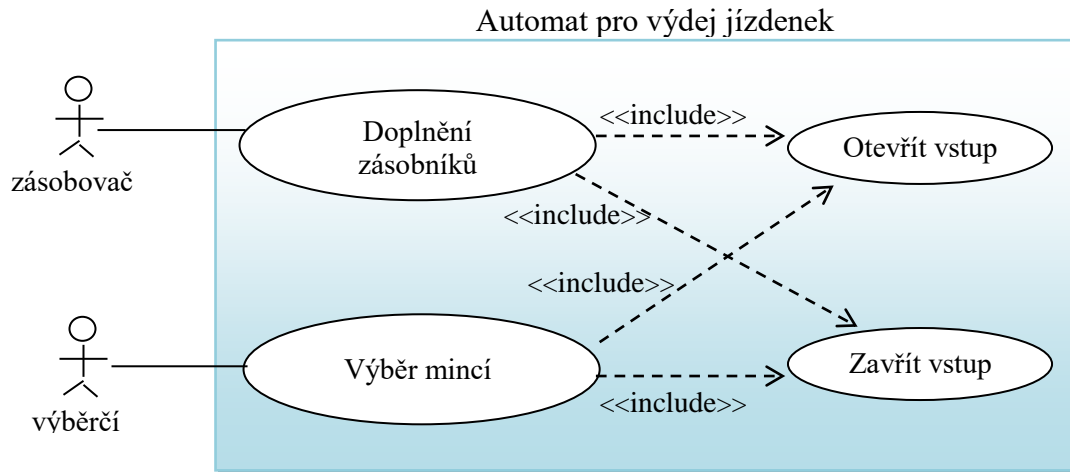 Automat pro výdej jízdenek
zásobovač
Doplnění
zásobníků
<<include>>
Otevřít vstup
<<include>>
<<include>>
výběrčí
Výběr mincí
<<include>>
Zavřít vstup